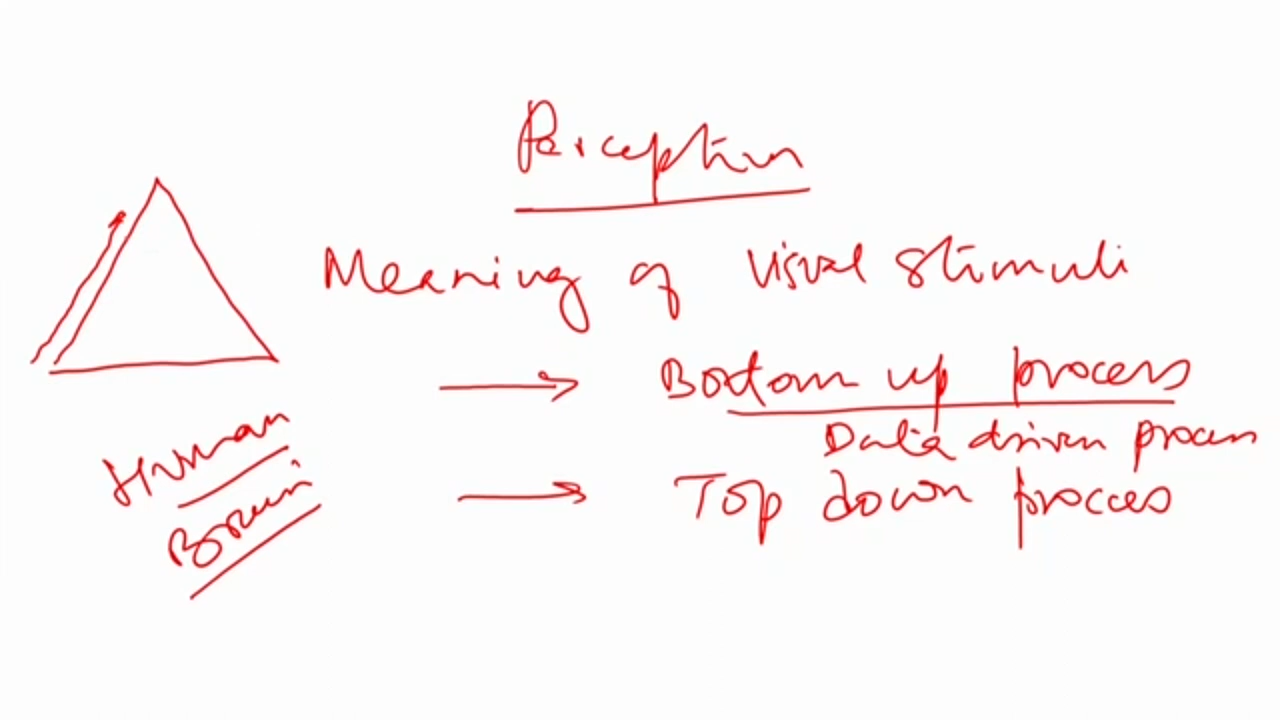 Perception
Meaning of visual stimuli
Bottom up process
Data driven process
Top down process
Human
Brain